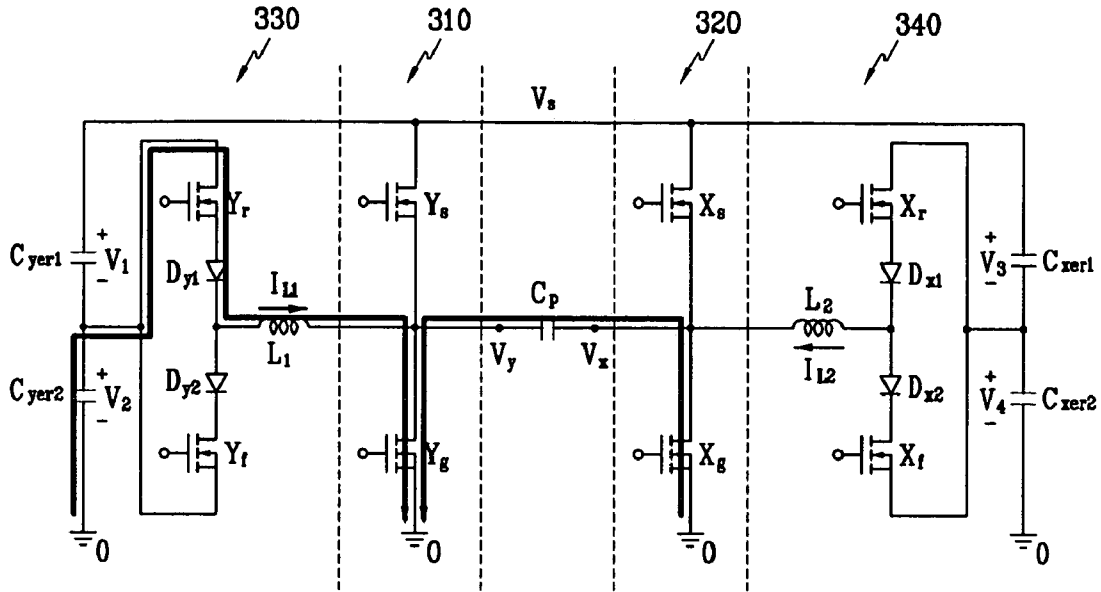 330 310 320 340
Vs
Yr Ys Xs Xr
Cyer1 + V1 - Dy1 IL1 Cp L2 Dx1 + V3 - Cxer1
L1 Vy Vx IL2
Cyer2 + V2 - Dy2 Dx2 + V4 - Cxer2
Yf Yg Xg Xf
0 0 0 0